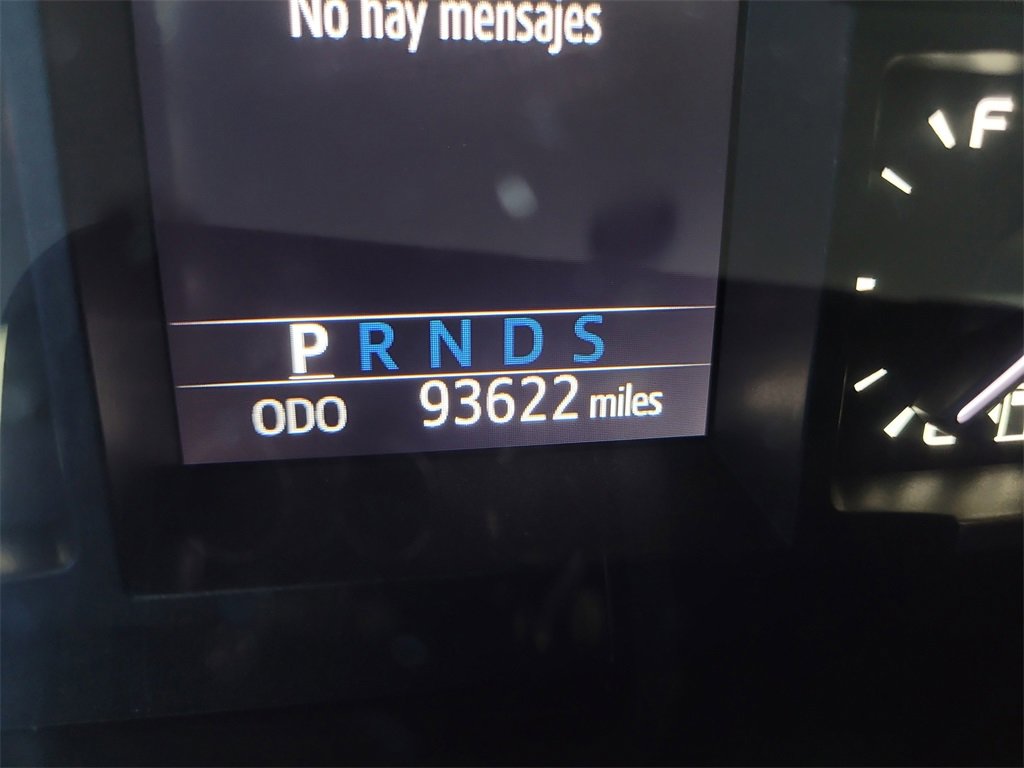 No hay mensajes
F
P R N D S
ODO 93622 miles